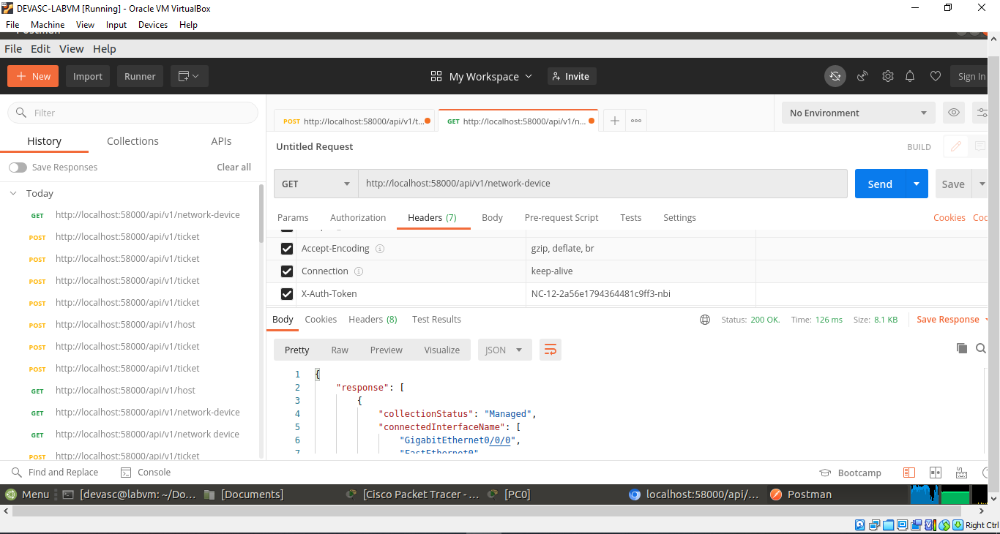 DEVASC-LABVM [Running] - Oracle VM VirtualBox
File Machine View Input Devices Help
Postman
File Edit View Help
+ New Import Runner My Workspace Invite Sign In
Filter
History Collections APIs
Save Responses Clear all
Today
GET http://localhost:58000/api/v1/network-device
POST http://localhost:58000/api/v1/ticket
POST http://localhost:58000/api/v1/ticket
POST http://localhost:58000/api/v1/ticket
POST http://localhost:58000/api/v1/ticket
POST http://localhost:58000/api/v1/host
POST http://localhost:58000/api/v1/ticket
POST http://localhost:58000/api/v1/ticket
GET http://localhost:58000/api/v1/host
GET http://localhost:58000/api/v1/network-device
GET http://localhost:58000/api/v1/network device
POST http://localhost:58000/api/v1/ticket
POST http://localhost:58000/api/v1/t... GET http://localhost:58000/api/v1/n... No Environment
Untitled Request BUILD
GET http://localhost:58000/api/v1/network-device Send Save
Params Authorization Headers (7) Body Pre-request Script Tests Settings Cookies
Accept-Encoding gzip, deflate, br
Connection keep-alive
X-Auth-Token NC-12-2a56e1794364481c9ff3-nbi
Body Cookies Headers (8) Test Results Status: 200 OK. Time: 126 ms Size: 8.1 KB Save Response
Pretty Raw Preview Visualize JSON
1 {
2 "response": [
3 {
4 "collectionStatus": "Managed",
5 "connectedInterfaceName": [
6 "GigabitEthernet0/0/0",
7 "FastEthernet0"
Find and Replace Console Bootcamp
Menu [devasc@labvm: ~/Do... [Documents] [Cisco Packet Tracer - ... [PC0] localhost:58000/api/... Postman
Right Ctrl